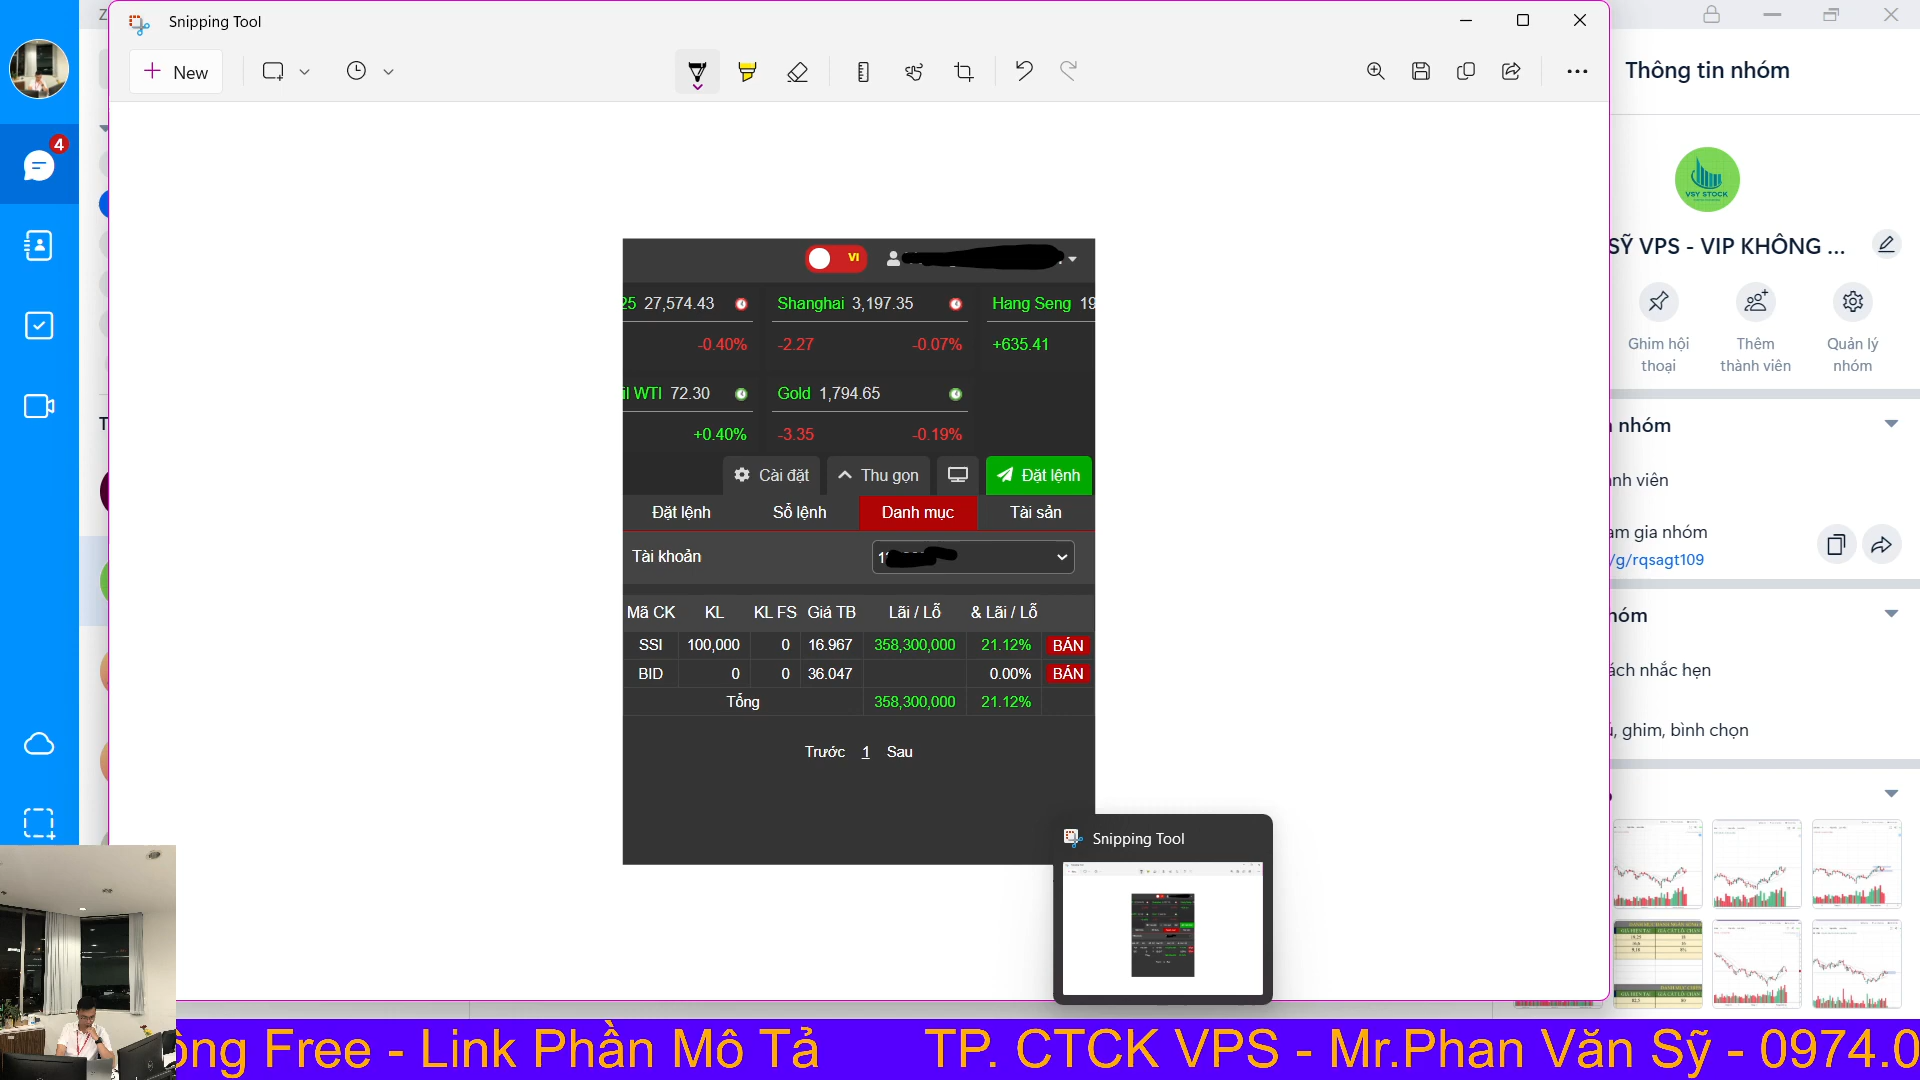 Snipping Tool
New
Thông tin nhóm
4
VSY STOCK
SỸ VPS - VIP KHÔNG ...
Ghim hội thoại
Thêm thành viên
Quản lý nhóm
nhóm
nh viên
am gia nhóm
/g/rqsagt109
nóm
ách nhắc hẹn
, ghim, bình chọn
VI
25 27,574.43
Shanghai 3,197.35
Hang Seng 19
-0.40%
-2.27 -0.07%
+635.41
il WTI 72.30
Gold 1,794.65
+0.40%
-3.35 -0.19%
Cài đặt
Thu gọn
Đặt lệnh
Đặt lệnh Sổ lệnh Danh mục Tài sản
Tài khoản
Mã CK KL KL FS Giá TB Lãi / Lỗ & Lãi / Lỗ
SSI 100,000 0 16.967 358,300,000 21.12% BÁN
BID 0 0 36.047 0.00% BÁN
Tổng 358,300,000 21.12%
Trước 1 Sau
Snipping Tool
òng Free - Link Phần Mô Tả TP. CTCK VPS - Mr.Phan Văn Sỹ - 0974.0